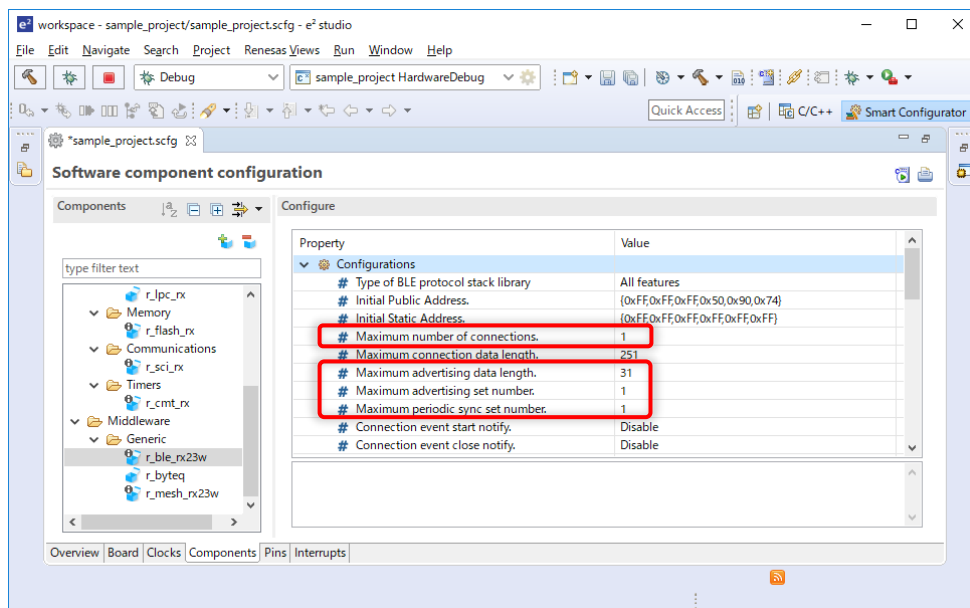 workspace - sample_project/sample_project.scfg - e² studio
File Edit Navigate Search Project Renesas Views Run Window Help
Debug sample_project HardwareDebug
Quick Access C/C++ Smart Configurator
*sample_project.scfg
Software component configuration
Components Configure
type filter text
r_lpc_rx
Memory
r_flash_rx
Communications
r_sci_rx
Timers
r_cmt_rx
Middleware
Generic
r_ble_rx23w
r_byteq
r_mesh_rx23w
Property Value
Configurations
# Type of BLE protocol stack library All features
# Initial Public Address. {0xFF,0xFF,0xFF,0x50,0x90,0x74}
# Initial Static Address. {0xFF,0xFF,0xFF,0xFF,0xFF,0xFF}
# Maximum number of connections. 1
# Maximum connection data length. 251
# Maximum advertising data length. 31
# Maximum advertising set number. 1
# Maximum periodic sync set number. 1
# Connection event start notify. Disable
# Connection event close notify. Disable
Overview Board Clocks Components Pins Interrupts